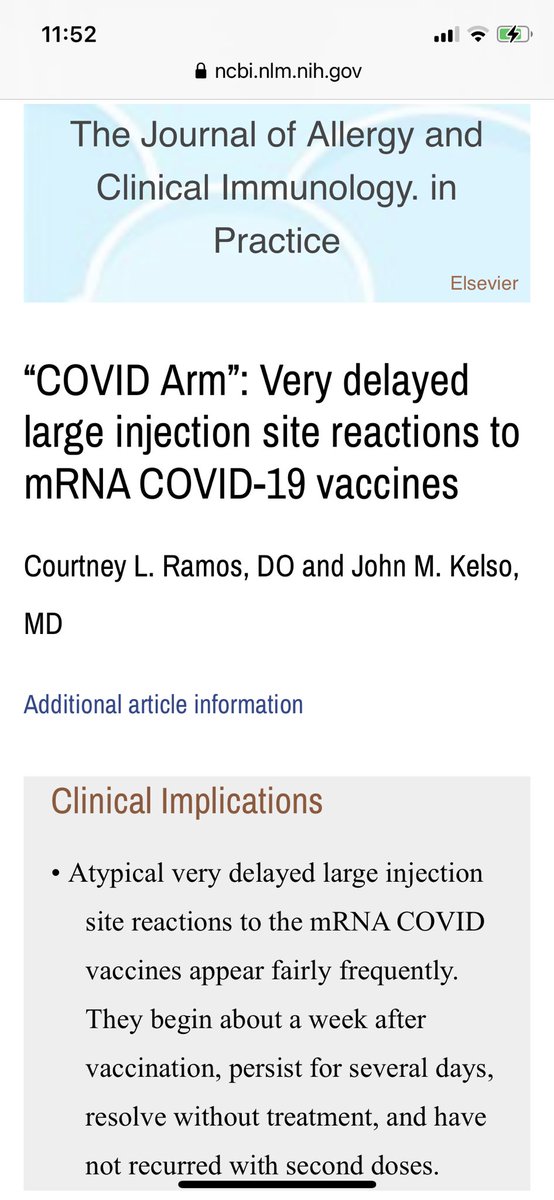 11:52
ncbi.nlm.nih.gov
The Journal of Allergy and
Clinical Immunology. in
Practice
Elsevier
“COVID Arm”: Very delayed
large injection site reactions to
mRNA COVID-19 vaccines
Courtney L. Ramos, DO and John M. Kelso,
MD
Additional article information
Clinical Implications
• Atypical very delayed large injection
site reactions to the mRNA COVID
vaccines appear fairly frequently.
They begin about a week after
vaccination, persist for several days,
resolve without treatment, and have
not recurred with second doses.